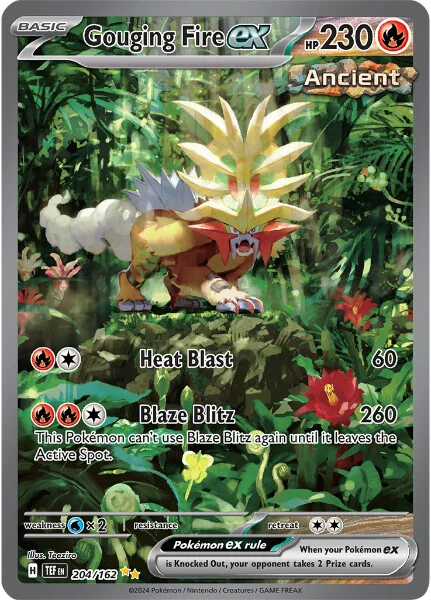 BASIC
Gouging Fire ex HP 230
Ancient
Heat Blast 60
Blaze Blitz 260
This Pokémon can't use Blaze Blitz again until it leaves the
Active Spot.
weakness ×2 resistance retreat
Illus. Teeziro
Pokémon ex rule
When your Pokémon ex
is Knocked Out, your opponent takes 2 Prize cards.
H TEF EN 204/162
©2024 Pokémon / Nintendo / Creatures / GAME FREAK